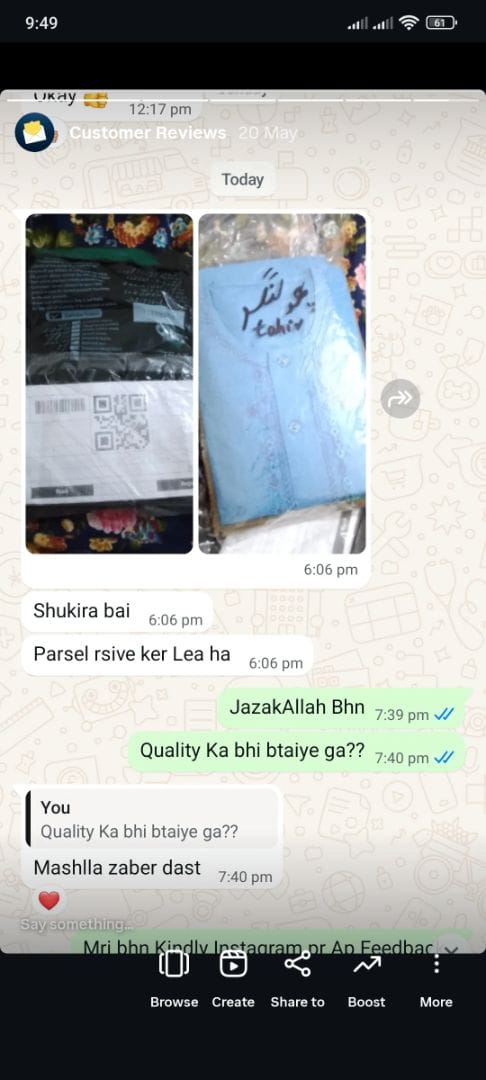 9:49
61
Okay 👍
12:17 pm
Customer Reviews 20 May
Today
tahir
6:06 pm
Shukira bai 6:06 pm
Parsel rsive ker Lea ha 6:06 pm
JazakAllah Bhn 7:39 pm
Quality Ka bhi btaiye ga?? 7:40 pm
You
Quality Ka bhi btaiye ga??
Mashlla zaber dast 7:40 pm
❤️
Say something...
Mri bhn Kindly Instagram pr Ap Feedbac
Browse Create Share to Boost More